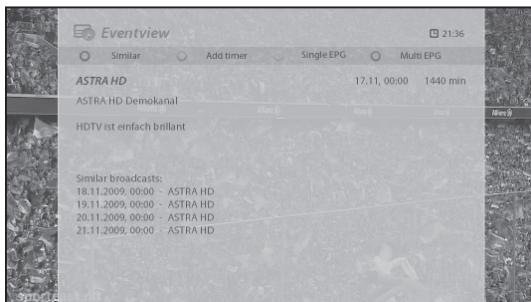 Eventview 21:36
Similar Add timer Single EPG Multi EPG
ASTRA HD 17.11, 00:00 1440 min
ASTRA HD Demokanal
Allianz
HDTV ist einfach brillant
Similar broadcasts:
18.11.2009, 00:00 - ASTRA HD
19.11.2009, 00:00 - ASTRA HD
20.11.2009, 00:00 - ASTRA HD
21.11.2009, 00:00 - ASTRA HD